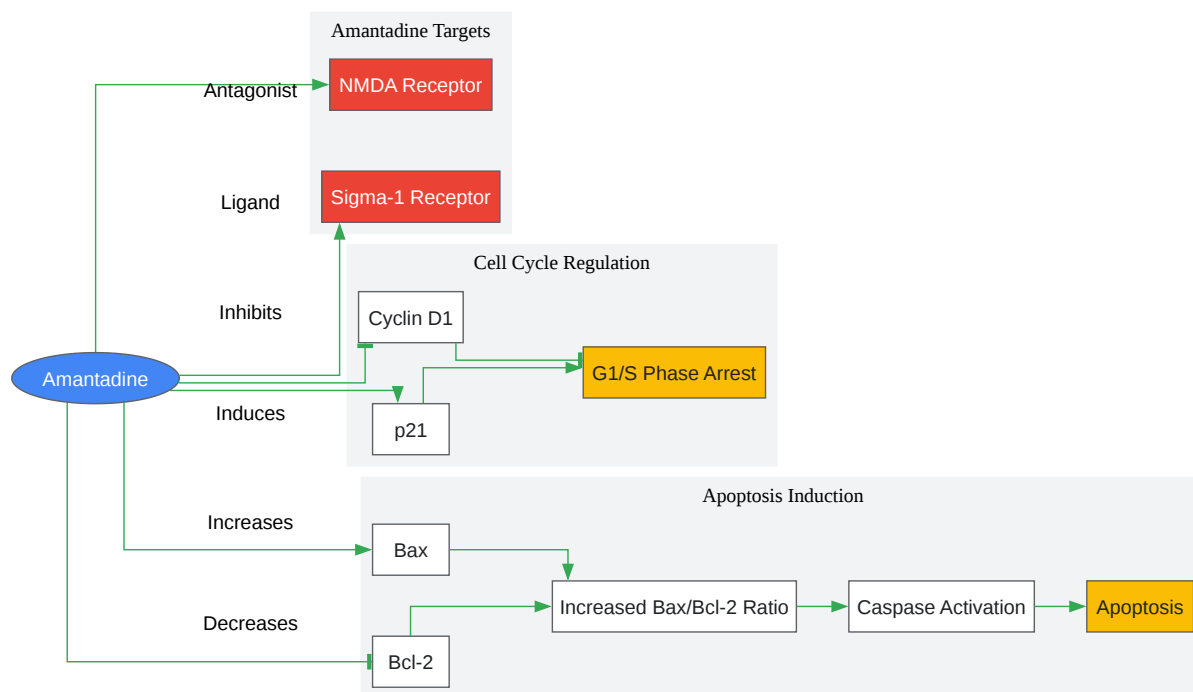 Amantadine Targets
NMDA Receptor
Antagonist
Sigma-1 Receptor
Ligand
Cell Cycle Regulation
Inhibits
Cyclin D1
G1/S Phase Arrest
Amantadine
Induces
p21
Apoptosis Induction
Increases
Bax
Increased Bax/Bcl-2 Ratio
Caspase Activation
Apoptosis
Decreases
Bcl-2